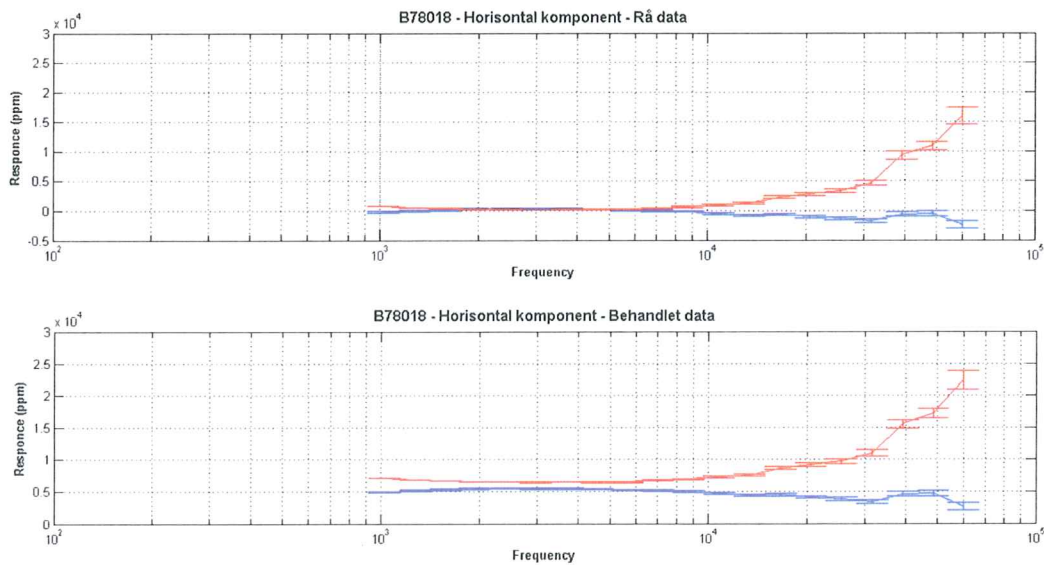 B78018 - Horisontal komponent - Rå data
x 10^4
3
2.5
2
1.5
1
0.5
0
-0.5
Responce (ppm)
10^2
10^3
10^4
10^5
Frequency
B78018 - Horisontal komponent - Behandlet data
x 10^4
3
2.5
2
1.5
1
0.5
0
Responce (ppm)
10^2
10^3
10^4
10^5
Frequency